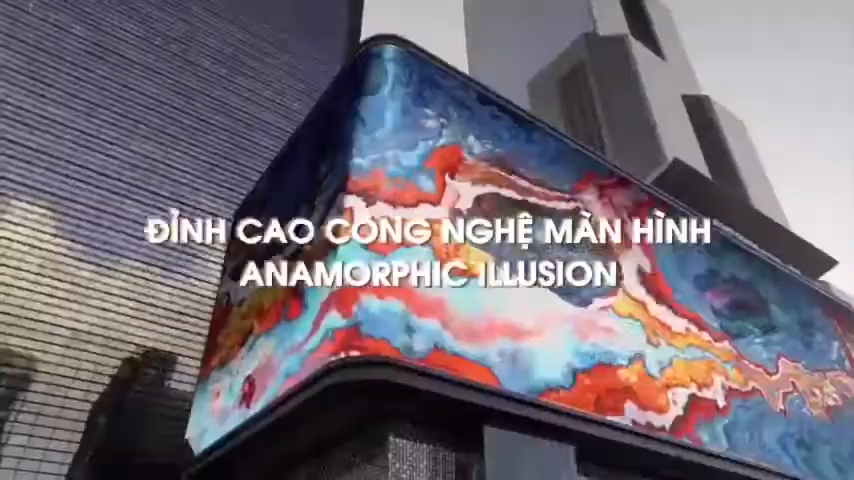 ĐỈNH CAO CÔNG NGHỆ MÀN HÌNH
ANAMORPHIC ILLUSION